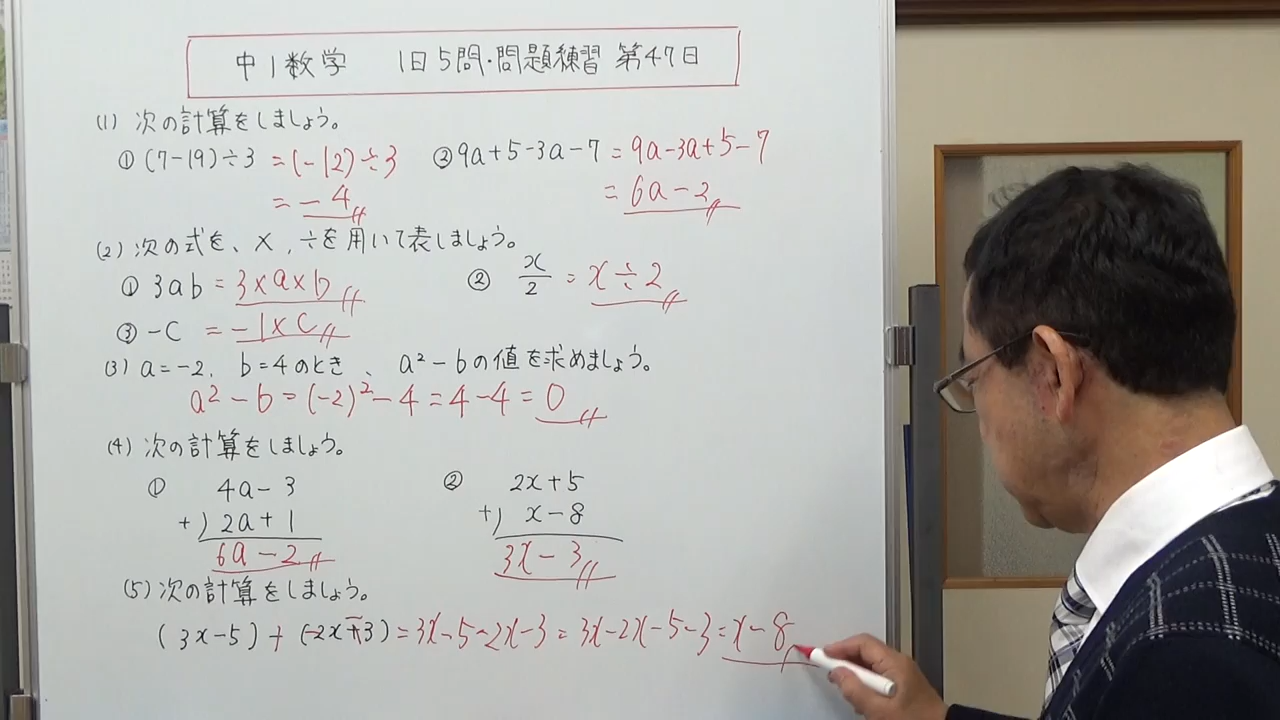 中1数学 1日5問・問題練習 第47日
(1) 次の計算をしましょう。
① (7-19)÷3 = (-12)÷3
= -4
② 9a+5-3a-7 = 9a-3a+5-7
= 6a-2
(2) 次の式を、×、÷を用いて表しましょう。
① 3ab = 3×a×b
② x/2 = x÷2
③ -c = -1×c
(3) a=-2, b=4のとき、a²-bの値を求めましょう。
a²-b=(-2)²-4=4-4=0
(4) 次の計算をしましょう。
① 4a-3
+) 2a+1
6a-2
② 2x+5
+) x-8
3x-3
(5) 次の計算をしましょう。
(3x-5)+(-2x-3)=3x-5-2x-3=3x-2x-5-3=x-8